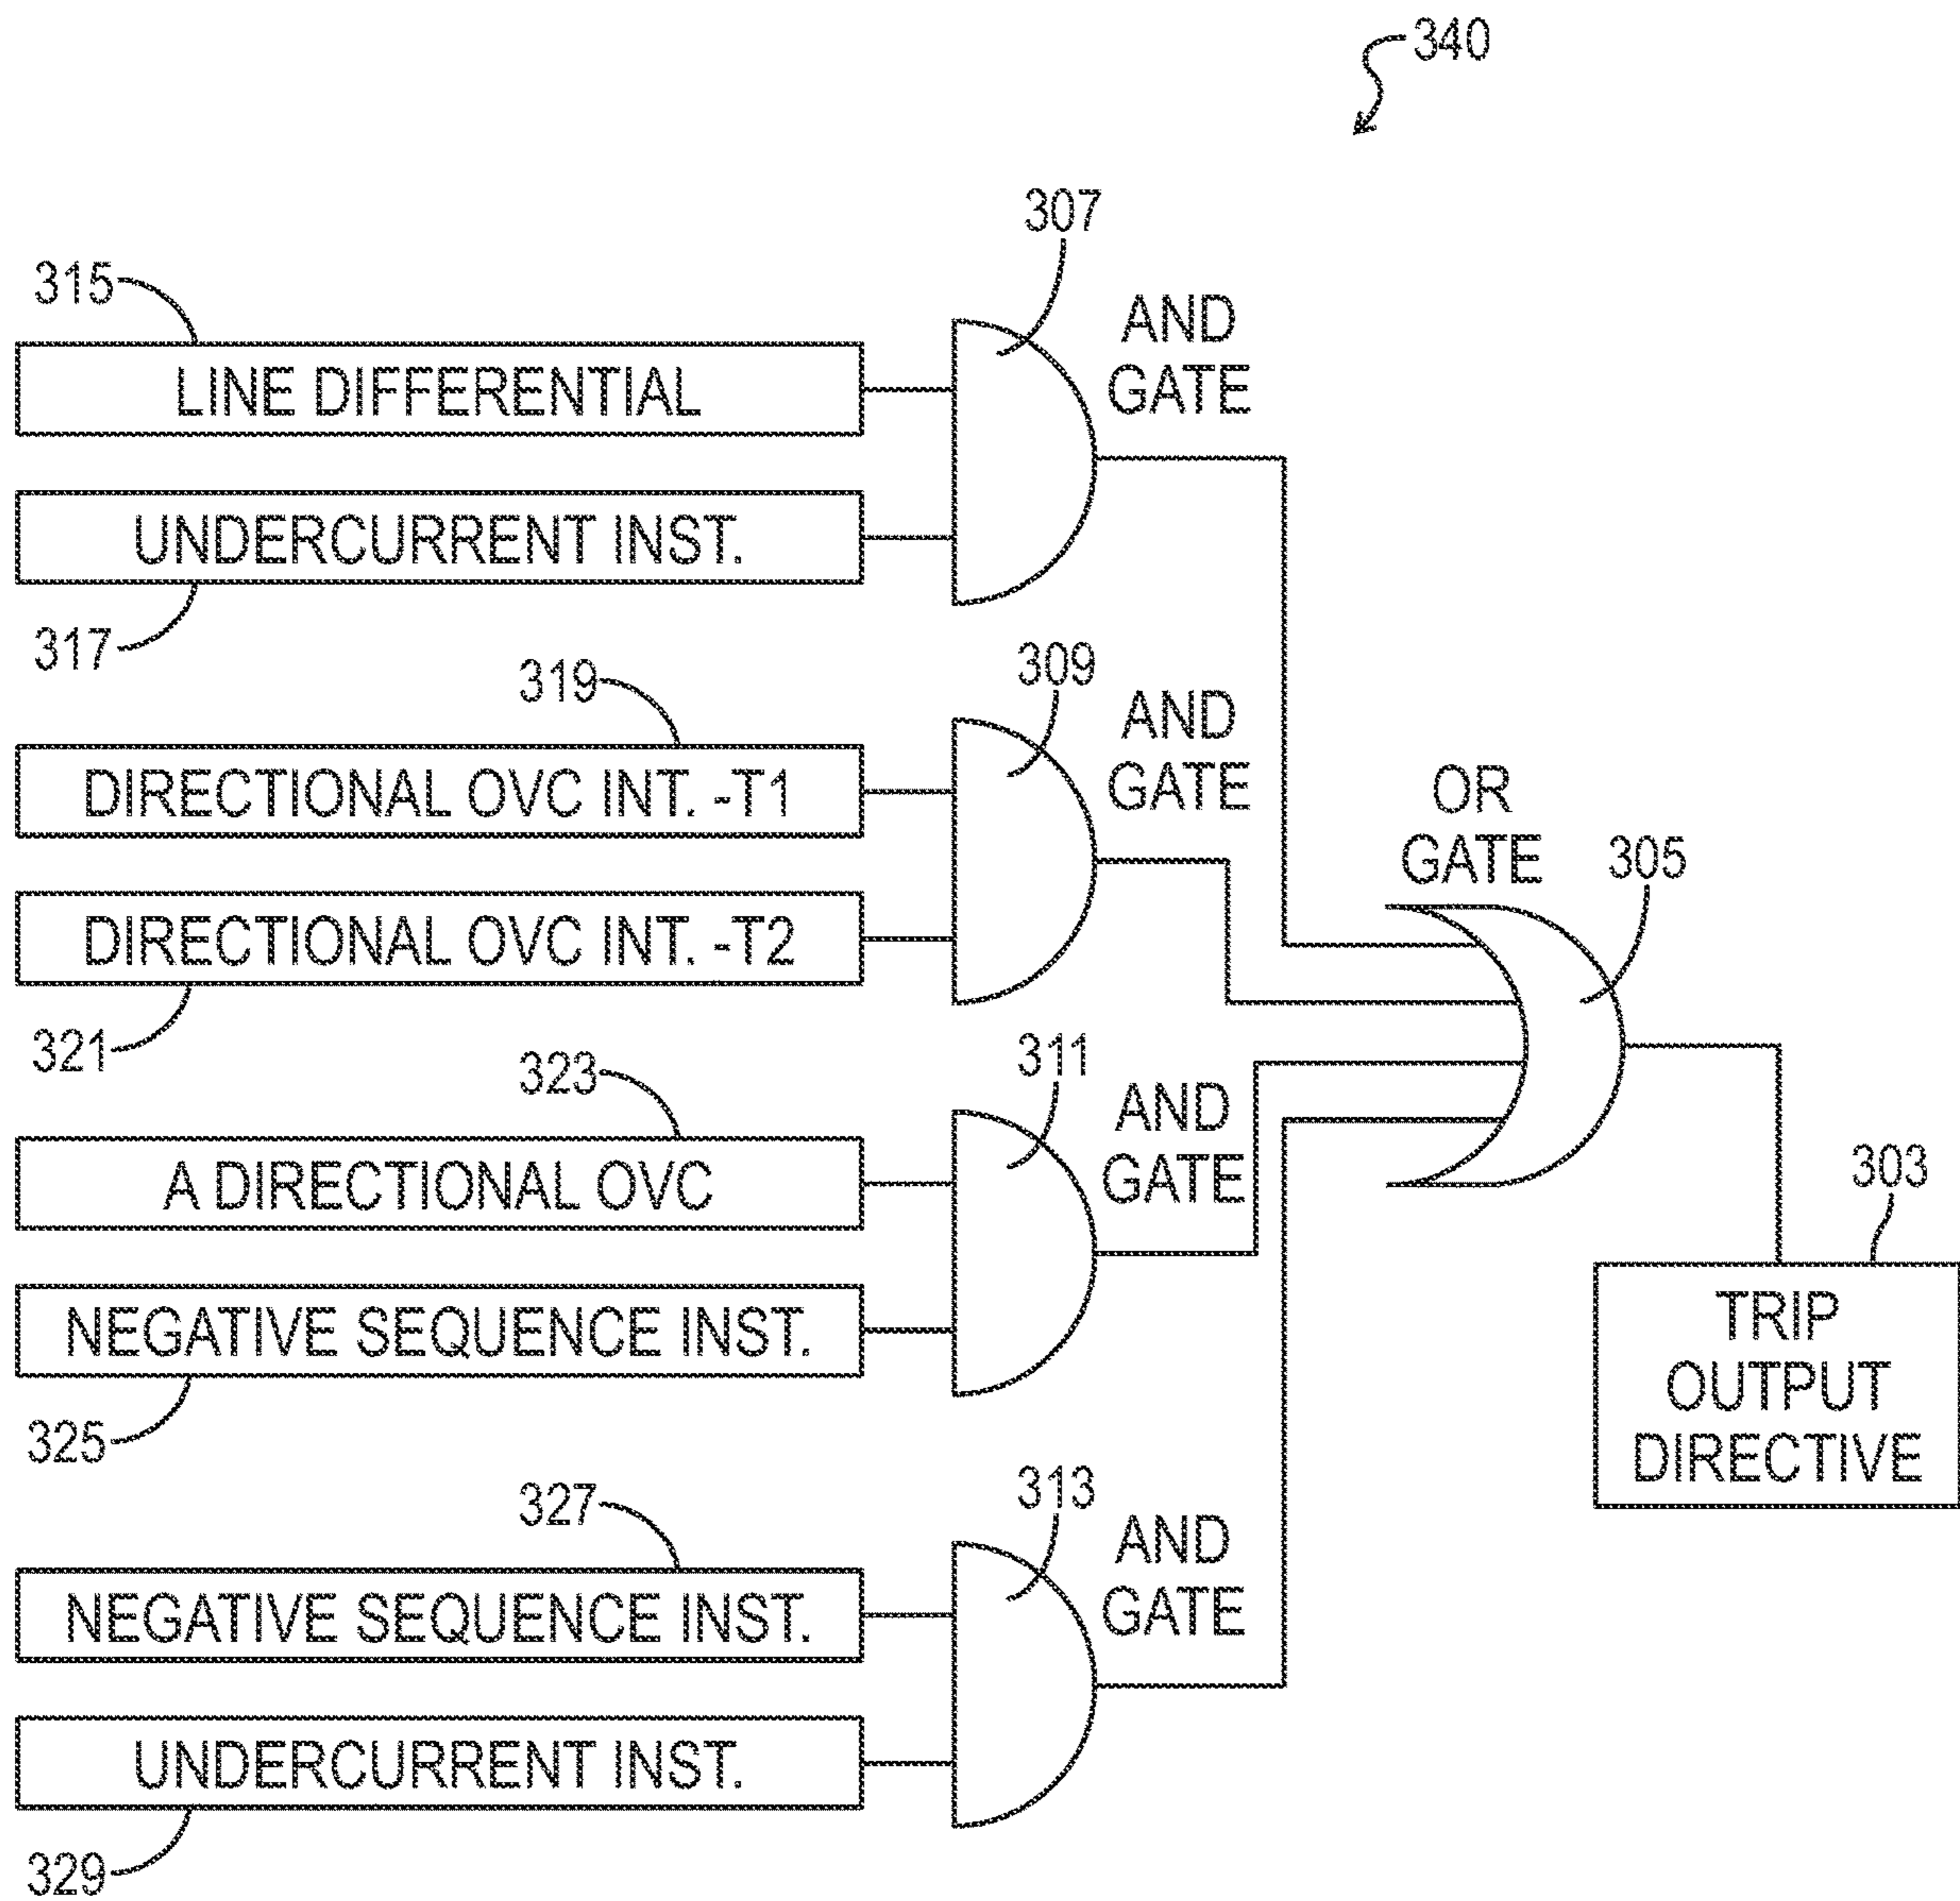 340
307
315
AND
GATE
LINE DIFFERENTIAL
UNDERCURRENT INST.
317
319
309
AND
GATE
DIRECTIONAL OVC INT. -T1
OR
GATE
305
DIRECTIONAL OVC INT. -T2
321
323
311
AND
GATE
A DIRECTIONAL OVC
303
NEGATIVE SEQUENCE INST.
TRIP
OUTPUT
DIRECTIVE
325
327
313
AND
GATE
NEGATIVE SEQUENCE INST.
UNDERCURRENT INST.
329